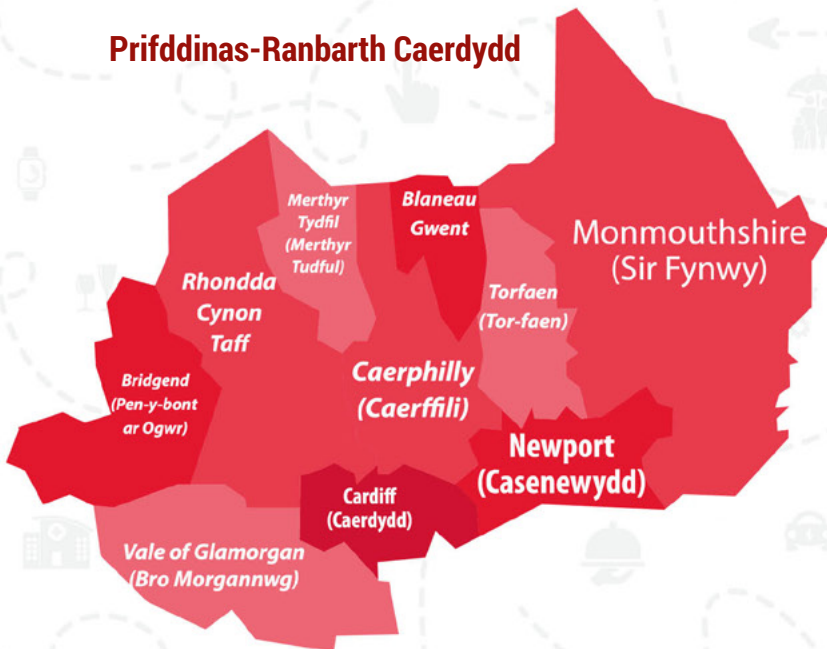 Prifddinas-Ranbarth Caerdydd
Merthyr
Tydfil
(Merthyr
Tudful)
Blaneau
Gwent
Monmouthshire
(Sir Fynwy)
Rhondda
Cynon
Taff
Torfaen
(Tor-faen)
Bridgend
(Pen-y-bont
ar Ogwr)
Caerphilly
(Caerffili)
Newport
(Casenewydd)
Cardiff
(Caerdydd)
Vale of Glamorgan
(Bro Morgannwg)